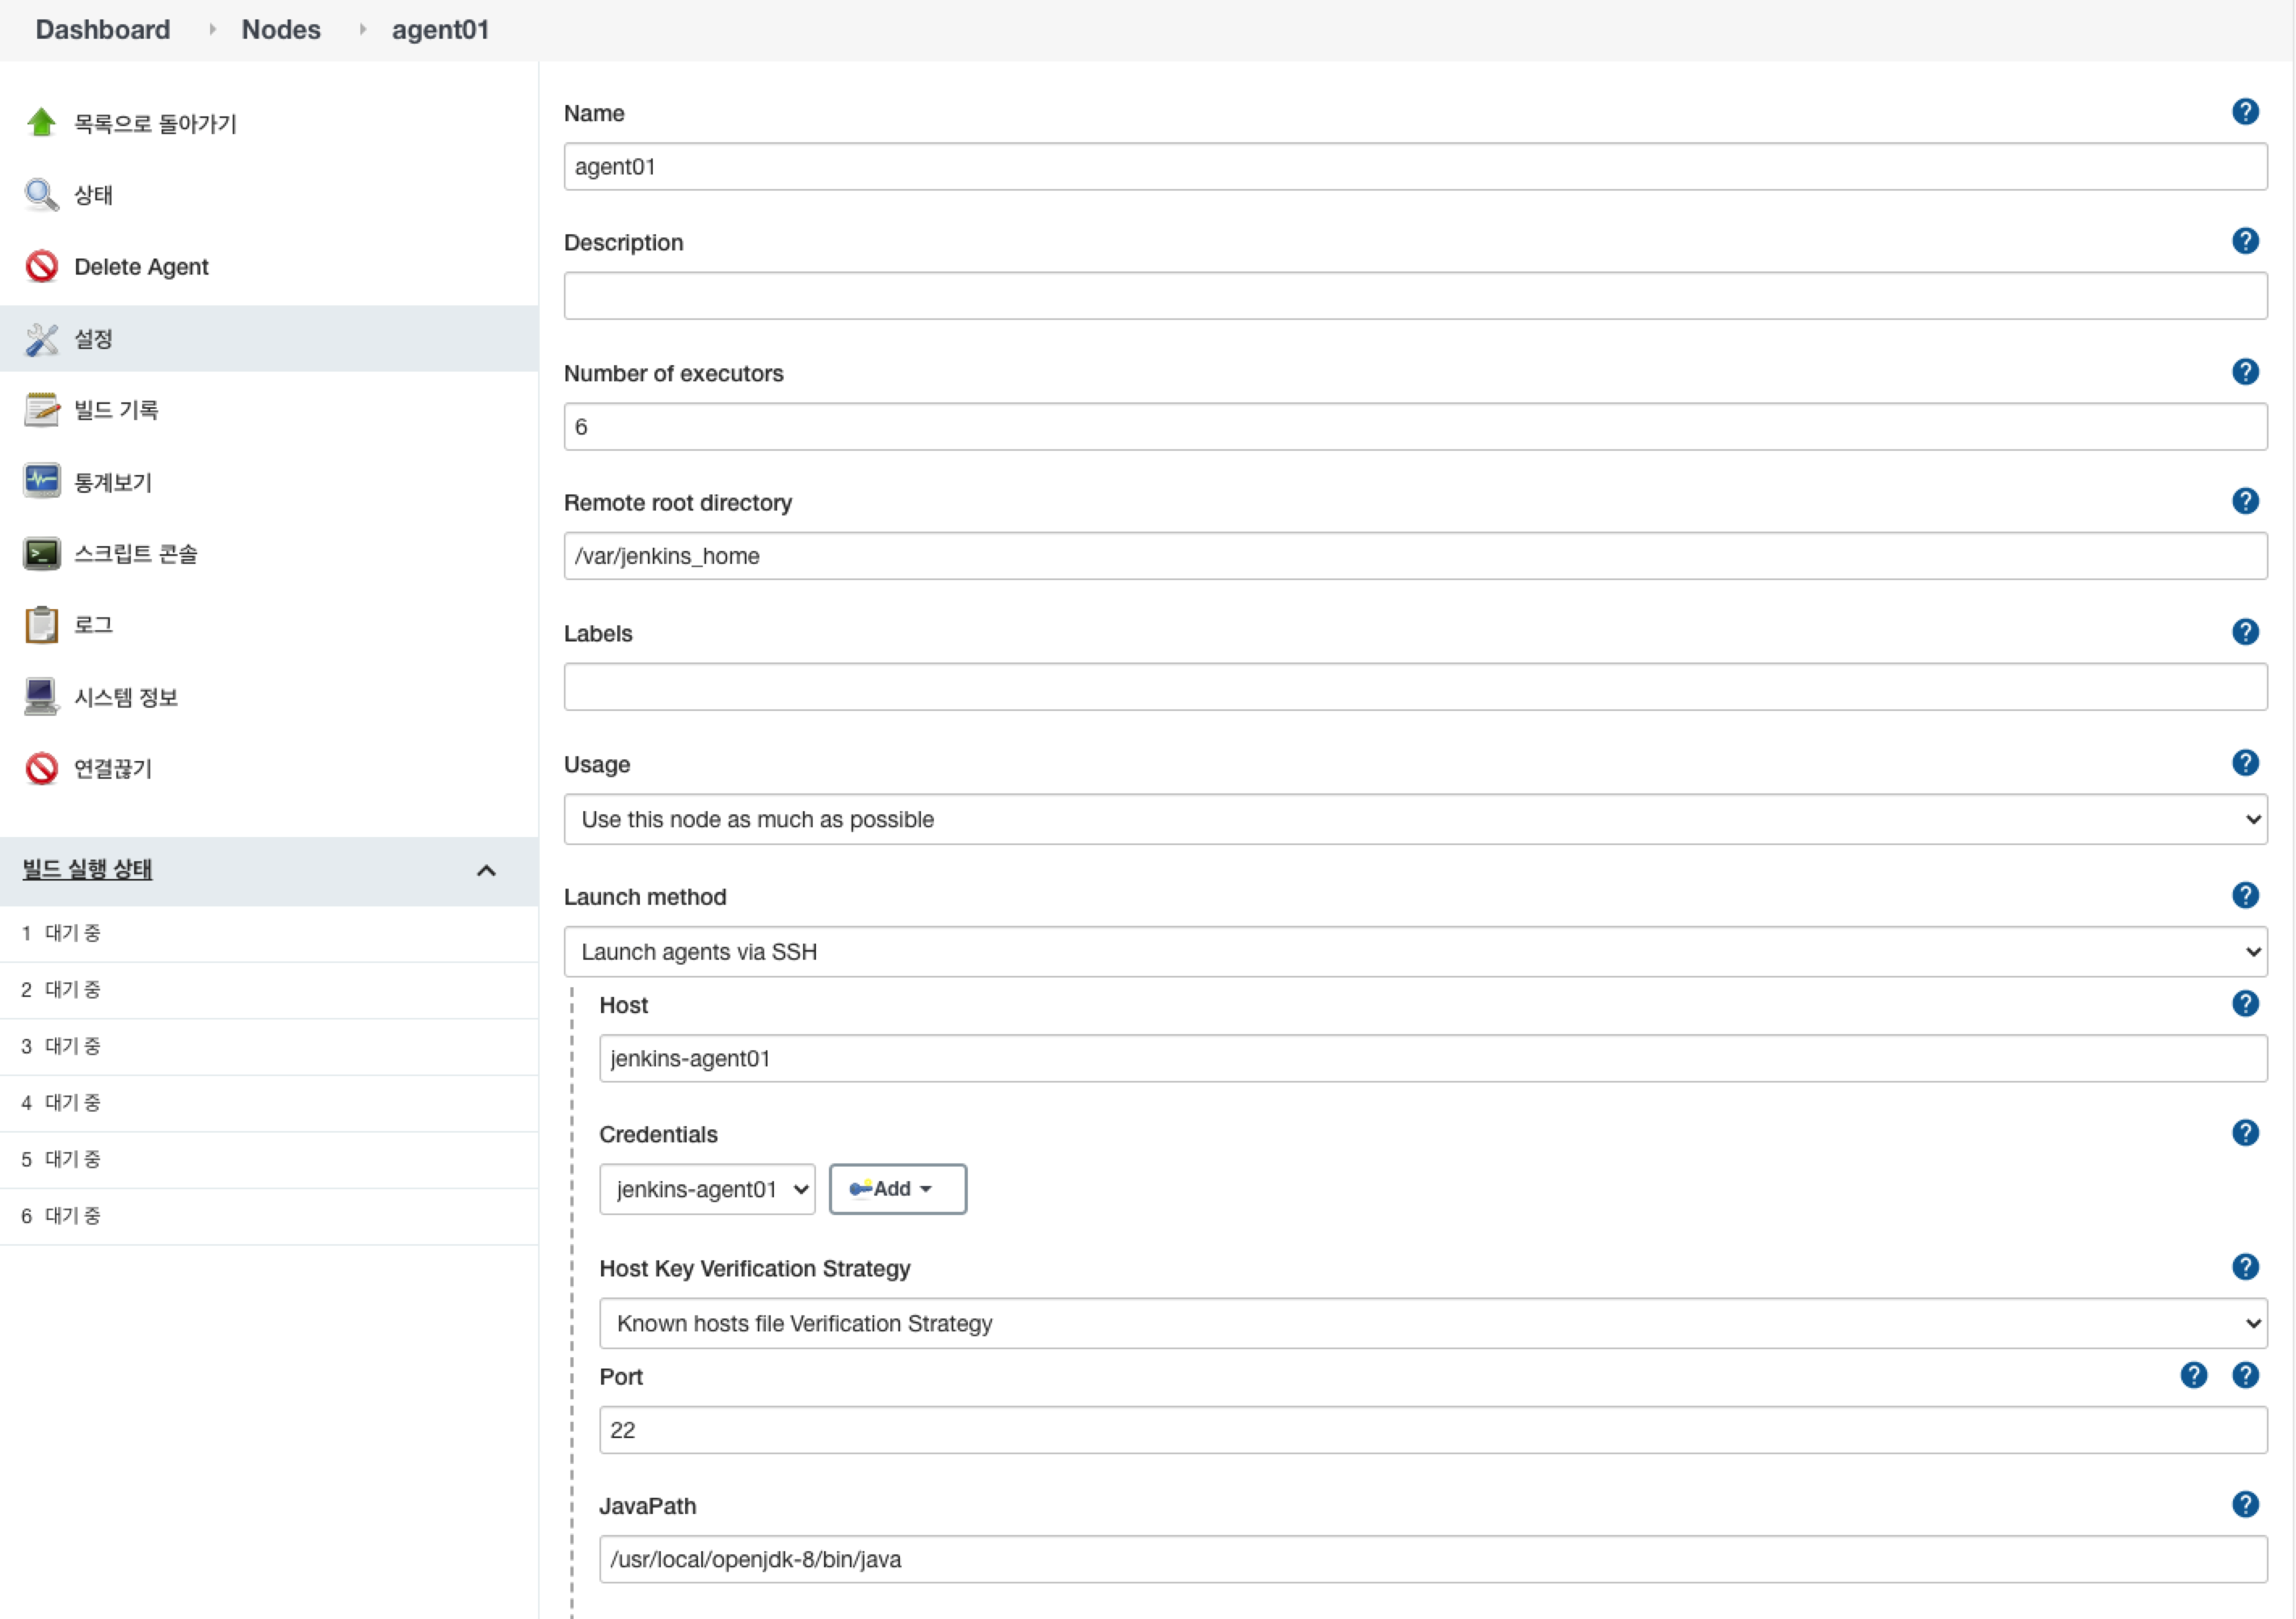 Dashboard Nodes agent01
목록으로 돌아가기
상태
Delete Agent
설정
빌드 기록
통계보기
스크립트 콘솔
로그
시스템 정보
연결끊기
빌드 실행 상태
1 대기 중
2 대기 중
3 대기 중
4 대기 중
5 대기 중
6 대기 중
Name
agent01
Description
Number of executors
6
Remote root directory
/var/jenkins_home
Labels
Usage
Use this node as much as possible
Launch method
Launch agents via SSH
Host
jenkins-agent01
Credentials
jenkins-agent01 Add
Host Key Verification Strategy
Known hosts file Verification Strategy
Port
22
JavaPath
/usr/local/openjdk-8/bin/java